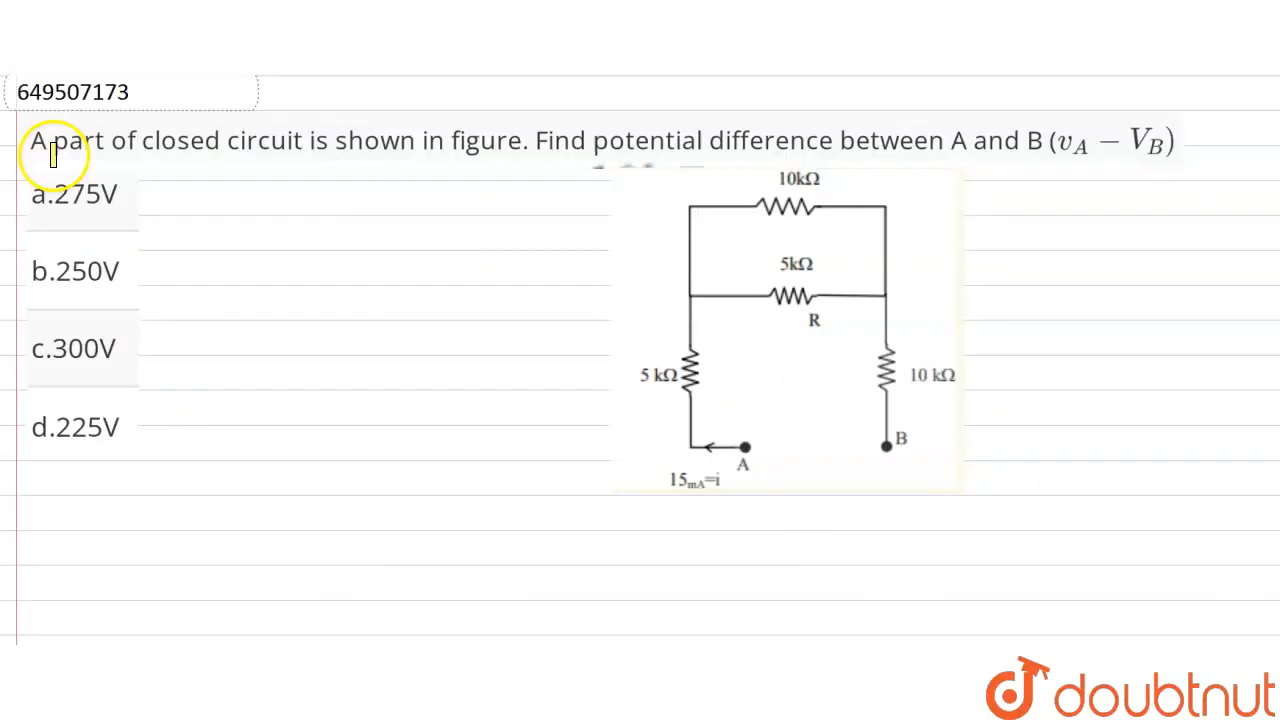 649507173
A part of closed circuit is shown in figure. Find potential difference between A and B (v_A − V_B)
a.275V
b.250V
c.300V
d.225V
10kΩ
5kΩ
R
5 kΩ
10 kΩ
B
A
15mA=i
doubtnut